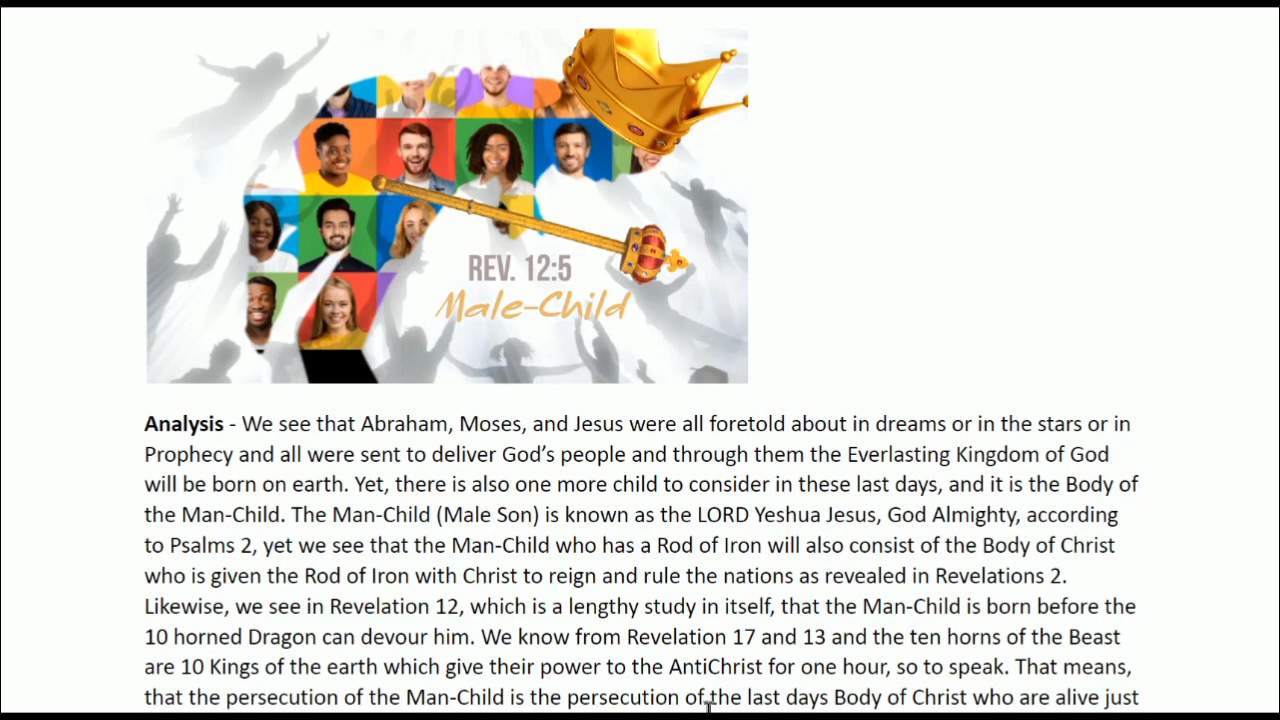 REV. 12:5
Male-Child
Analysis - We see that Abraham, Moses, and Jesus were all foretold about in dreams or in the stars or in
Prophecy and all were sent to deliver God’s people and through them the Everlasting Kingdom of God
will be born on earth. Yet, there is also one more child to consider in these last days, and it is the Body of
the Man-Child. The Man-Child (Male Son) is known as the LORD Yeshua Jesus, God Almighty, according
to Psalms 2, yet we see that the Man-Child who has a Rod of Iron will also consist of the Body of Christ
who is given the Rod of Iron with Christ to reign and rule the nations as revealed in Revelations 2.
Likewise, we see in Revelation 12, which is a lengthy study in itself, that the Man-Child is born before the
10 horned Dragon can devour him. We know from Revelation 17 and 13 and the ten horns of the Beast
are 10 Kings of the earth which give their power to the AntiChrist for one hour, so to speak. That means,
that the persecution of the Man-Child is the persecution of the last days Body of Christ who are alive just